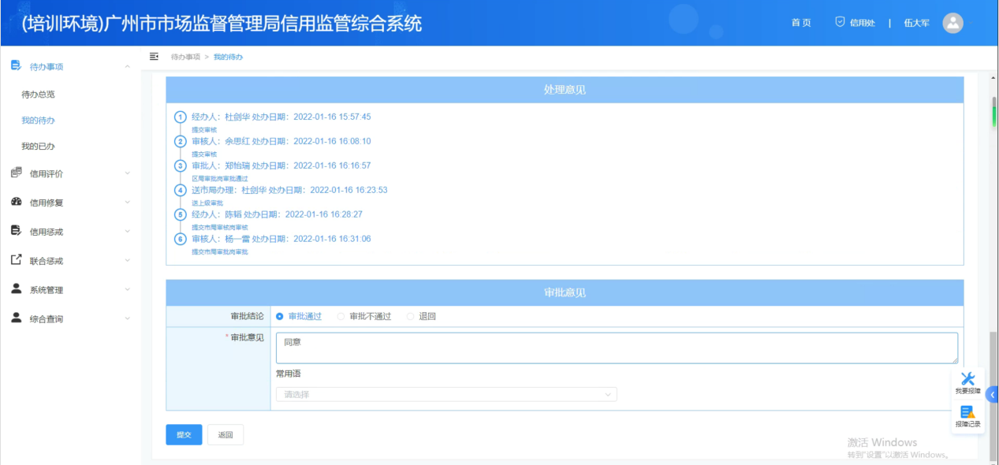 (培训环境)广州市市场监督管理局信用监管综合系统
首页 信用处 | 伍大军
待办事项
待办总览
我的待办
我的已办
信用评价
信用修复
信用惩戒
联合惩戒
系统管理
综合查询
待办事项 > 我的待办
处理意见
1 经办人：杜剑华 处办日期：2022-01-16 15:57:45
提交审核
2 审核人：余思红 处办日期：2022-01-16 16:08:10
提交审核
3 审批人：郑怡瑞 处办日期：2022-01-16 16:16:57
区局审批岗审批通过
4 送市局办理：杜剑华 处办日期：2022-01-16 16:23:53
送上级审批
5 经办人：陈韬 处办日期：2022-01-16 16:28:27
提交市局审核岗审核
6 审核人：杨一雷 处办日期：2022-01-16 16:31:06
提交市局审批岗审批
审批意见
审批结论 审批通过 审批不通过 退回
*审批意见 同意
常用语
请选择
提交 返回
我要报障
报障记录
激活 Windows
转到"设置"以激活 Windows。